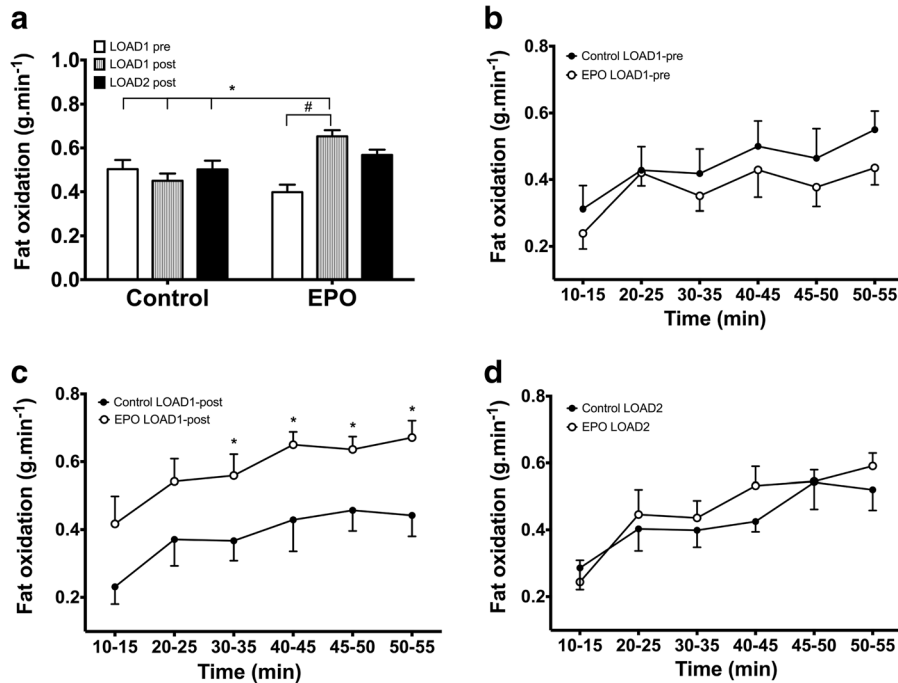 a
LOAD1 pre
LOAD1 post
LOAD2 post
Fat oxidation (g.min-1)
1.0
0.8
0.6
0.4
0.2
0.0
*
#
Control
EPO
b
Control LOAD1-pre
EPO LOAD1-pre
Fat oxidation (g.min-1)
0.8
0.6
0.4
0.2
10-15 20-25 30-35 40-45 45-50 50-55
Time (min)
c
Control LOAD1-post
EPO LOAD1-post
Fat oxidation (g.min-1)
0.8
0.6
0.4
0.2
* * * *
10-15 20-25 30-35 40-45 45-50 50-55
Time (min)
d
Control LOAD2
EPO LOAD2
Fat oxidation (g.min-1)
0.8
0.6
0.4
0.2
10-15 20-25 30-35 40-45 45-50 50-55
Time (min)